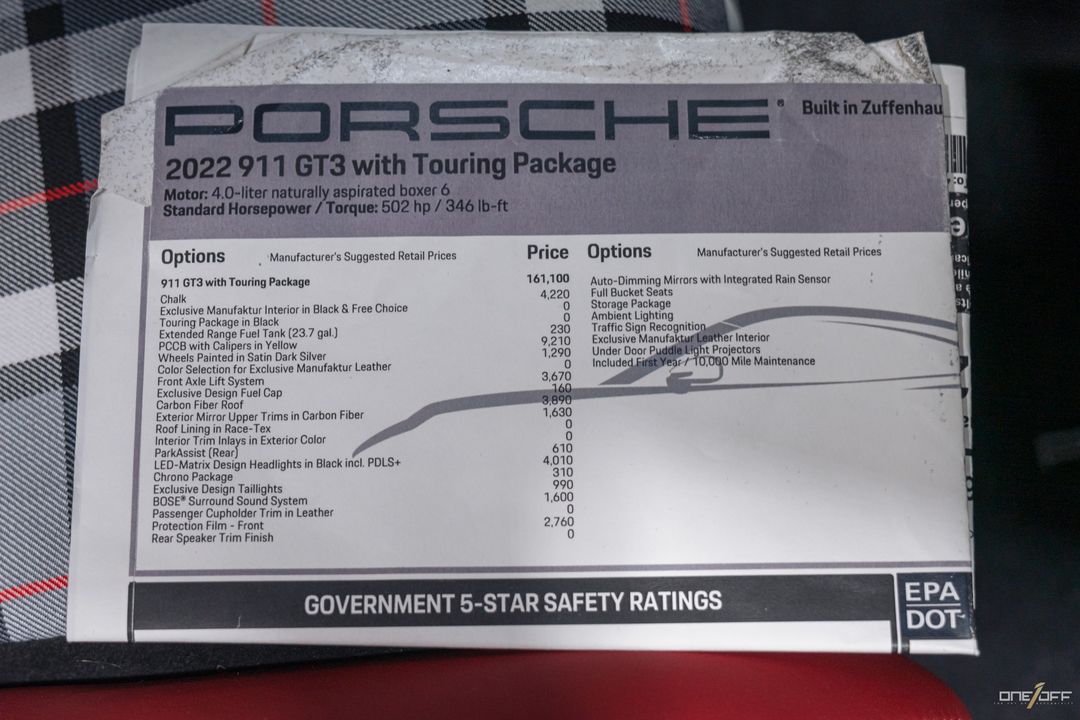 PORSCHE®
Built in Zuffenhau
2022 911 GT3 with Touring Package
Motor: 4.0-liter naturally aspirated boxer 6
Standard Horsepower / Torque: 502 hp / 346 lb-ft
Options Manufacturer's Suggested Retail Prices Price
911 GT3 with Touring Package 161,100
Chalk 4,220
Exclusive Manufaktur Interior in Black & Free Choice 0
Touring Package in Black 0
Extended Range Fuel Tank (23.7 gal.) 230
PCCB with Calipers in Yellow 9,210
Wheels Painted in Satin Dark Silver 1,290
Color Selection for Exclusive Manufaktur Leather 0
Front Axle Lift System 3,670
Exclusive Design Fuel Cap 160
Carbon Fiber Roof 3,890
Exterior Mirror Upper Trims in Carbon Fiber 1,630
Roof Lining in Race-Tex 0
Interior Trim Inlays in Exterior Color 0
ParkAssist (Rear) 610
LED-Matrix Design Headlights in Black incl. PDLS+ 4,010
Chrono Package 310
Exclusive Design Taillights 990
BOSE® Surround Sound System 1,600
Passenger Cupholder Trim in Leather 0
Protection Film - Front 2,760
Rear Speaker Trim Finish 0
Options Manufacturer's Suggested Retail Prices
Auto-Dimming Mirrors with Integrated Rain Sensor
Full Bucket Seats
Storage Package
Ambient Lighting
Traffic Sign Recognition
Exclusive Manufaktur Leather Interior
Under Door Puddle Light Projectors
Included First Year / 10,000 Mile Maintenance
GOVERNMENT 5-STAR SAFETY RATINGS
EPA
DOT
ONE1OFF